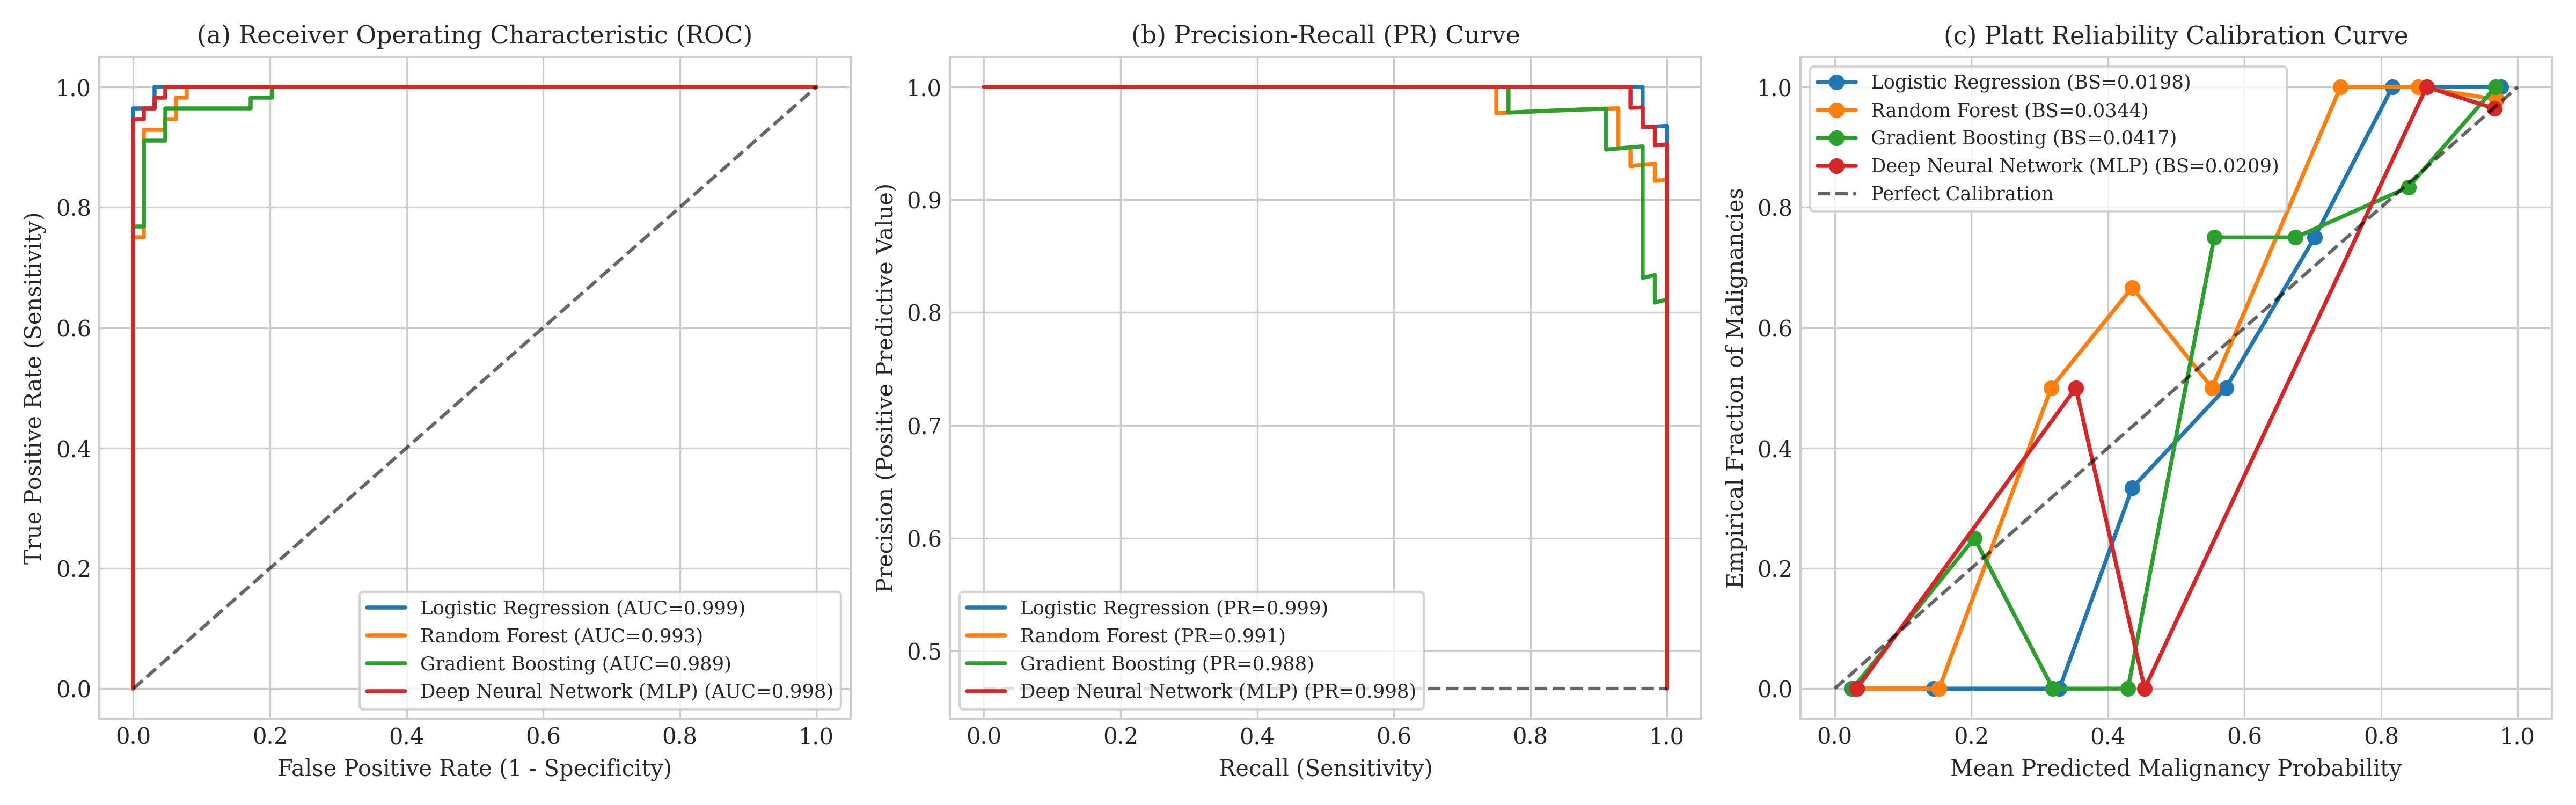 (a) Receiver Operating Characteristic (ROC)
True Positive Rate (Sensitivity)
1.0
0.8
0.6
0.4
0.2
0.0
Logistic Regression (AUC=0.999)
Random Forest (AUC=0.993)
Gradient Boosting (AUC=0.989)
Deep Neural Network (MLP) (AUC=0.998)
0.0 0.2 0.4 0.6 0.8 1.0
False Positive Rate (1 - Specificity)
(b) Precision-Recall (PR) Curve
Precision (Positive Predictive Value)
1.0
0.9
0.8
0.7
0.6
0.5
Logistic Regression (PR=0.999)
Random Forest (PR=0.991)
Gradient Boosting (PR=0.988)
Deep Neural Network (MLP) (PR=0.998)
0.0 0.2 0.4 0.6 0.8 1.0
Recall (Sensitivity)
(c) Platt Reliability Calibration Curve
Empirical Fraction of Malignancies
1.0
0.8
0.6
0.4
0.2
0.0
Logistic Regression (BS=0.0198)
Random Forest (BS=0.0344)
Gradient Boosting (BS=0.0417)
Deep Neural Network (MLP) (BS=0.0209)
Perfect Calibration
0.0 0.2 0.4 0.6 0.8 1.0
Mean Predicted Malignancy Probability